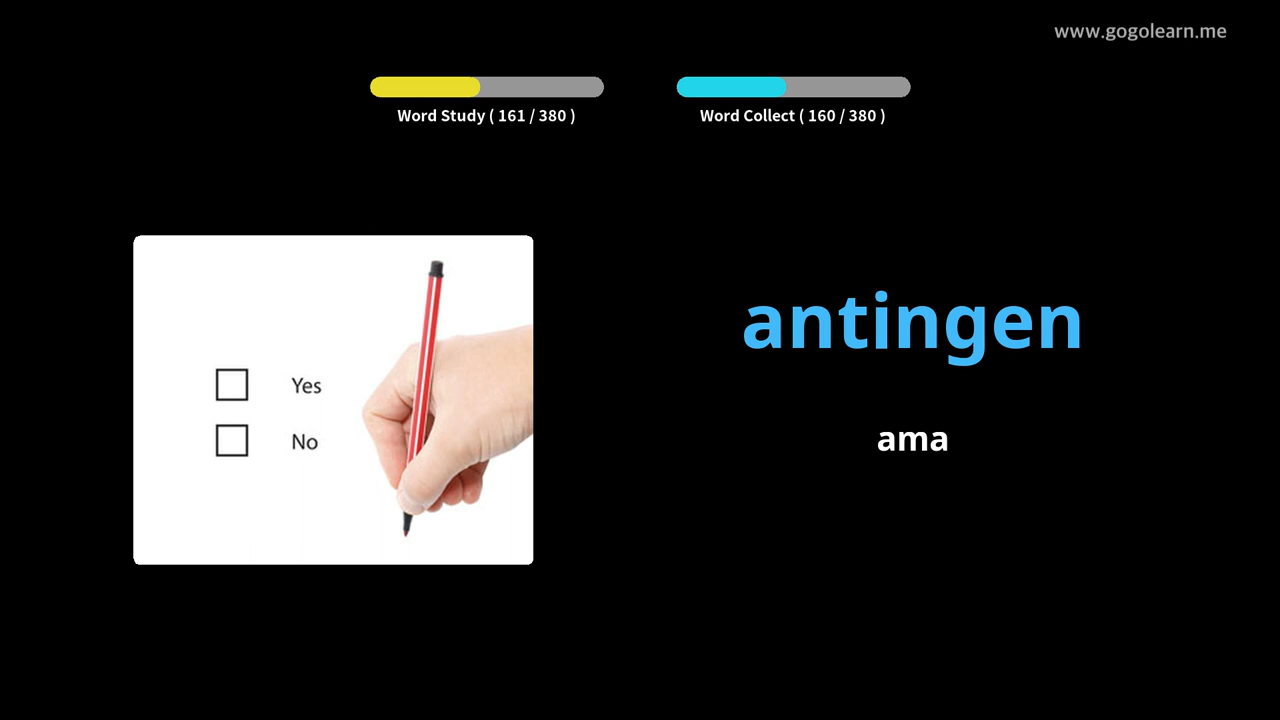 www.gogolearn.me
Word Study ( 161 / 380 )
Word Collect ( 160 / 380 )
Yes
No
antingen
ama